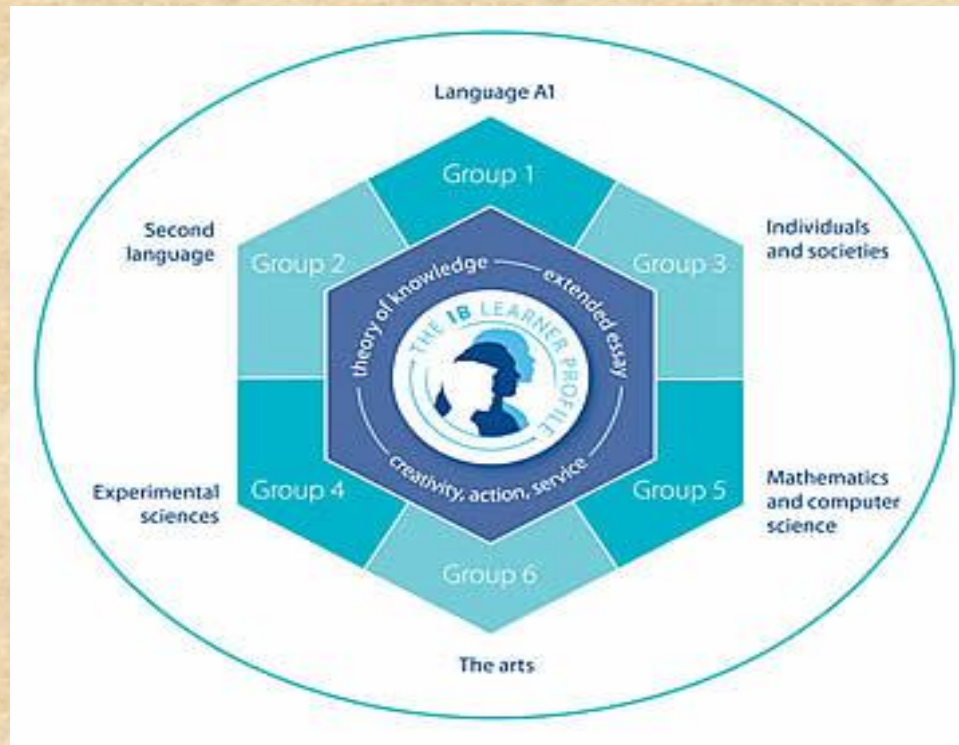 Language A1
Group 1
Second
language
Group 2
Group 3
Individuals
and societies
theory of knowledge
extended essay
THE IB LEARNER PROFILE
creativity, action, service
Experimental
sciences
Group 4
Group 5
Mathematics
and computer
science
Group 6
The arts